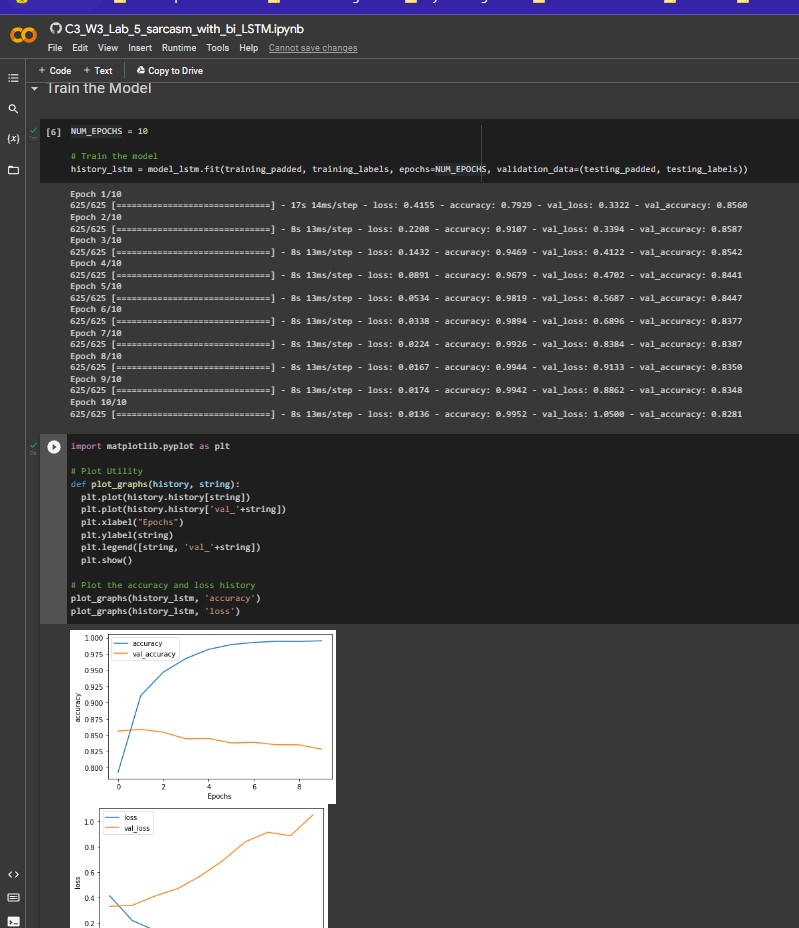 C3_W3_Lab_5_sarcasm_with_bi_LSTM.ipynb
File Edit View Insert Runtime Tools Help Cannot save changes
+ Code + Text Copy to Drive
Train the Model
[6] NUM_EPOCHS = 10
# Train the model
history_lstm = model_lstm.fit(training_padded, training_labels, epochs=NUM_EPOCHS, validation_data=(testing_padded, testing_labels))
Epoch 1/10
625/625 [==============================] - 17s 14ms/step - loss: 0.4155 - accuracy: 0.7929 - val_loss: 0.3322 - val_accuracy: 0.8560
Epoch 2/10
625/625 [==============================] - 8s 13ms/step - loss: 0.2208 - accuracy: 0.9107 - val_loss: 0.3394 - val_accuracy: 0.8587
Epoch 3/10
625/625 [==============================] - 8s 13ms/step - loss: 0.1432 - accuracy: 0.9469 - val_loss: 0.4122 - val_accuracy: 0.8542
Epoch 4/10
625/625 [==============================] - 8s 13ms/step - loss: 0.0891 - accuracy: 0.9679 - val_loss: 0.4702 - val_accuracy: 0.8441
Epoch 5/10
625/625 [==============================] - 8s 13ms/step - loss: 0.0534 - accuracy: 0.9819 - val_loss: 0.5687 - val_accuracy: 0.8447
Epoch 6/10
625/625 [==============================] - 8s 13ms/step - loss: 0.0338 - accuracy: 0.9894 - val_loss: 0.6896 - val_accuracy: 0.8377
Epoch 7/10
625/625 [==============================] - 8s 13ms/step - loss: 0.0224 - accuracy: 0.9926 - val_loss: 0.8384 - val_accuracy: 0.8387
Epoch 8/10
625/625 [==============================] - 8s 13ms/step - loss: 0.0167 - accuracy: 0.9944 - val_loss: 0.9133 - val_accuracy: 0.8350
Epoch 9/10
625/625 [==============================] - 8s 13ms/step - loss: 0.0174 - accuracy: 0.9942 - val_loss: 0.8862 - val_accuracy: 0.8348
Epoch 10/10
625/625 [==============================] - 8s 13ms/step - loss: 0.0136 - accuracy: 0.9952 - val_loss: 1.0500 - val_accuracy: 0.8281
import matplotlib.pyplot as plt
# Plot Utility
def plot_graphs(history, string):
plt.plot(history.history[string])
plt.plot(history.history['val_'+string])
plt.xlabel("Epochs")
plt.ylabel(string)
plt.legend([string, 'val_'+string])
plt.show()
# Plot the accuracy and loss history
plot_graphs(history_lstm, 'accuracy')
plot_graphs(history_lstm, 'loss')
accuracy
val_accuracy
1.000
0.975
0.950
0.925
0.900
0.875
0.850
0.825
0.800
accuracy
0 2 4 6 8
Epochs
loss
val_loss
1.0
0.8
0.6
0.4
0.2
loss